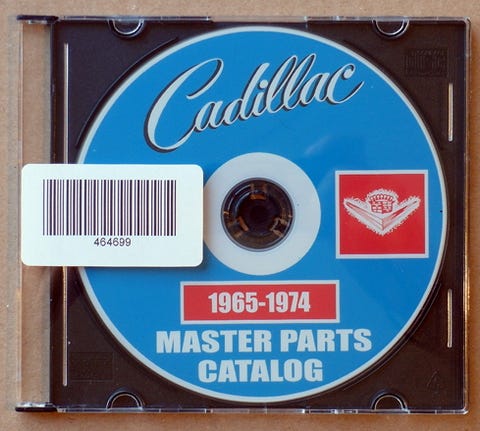 Cadillac
464699
1965-1974
MASTER PARTS
CATALOG